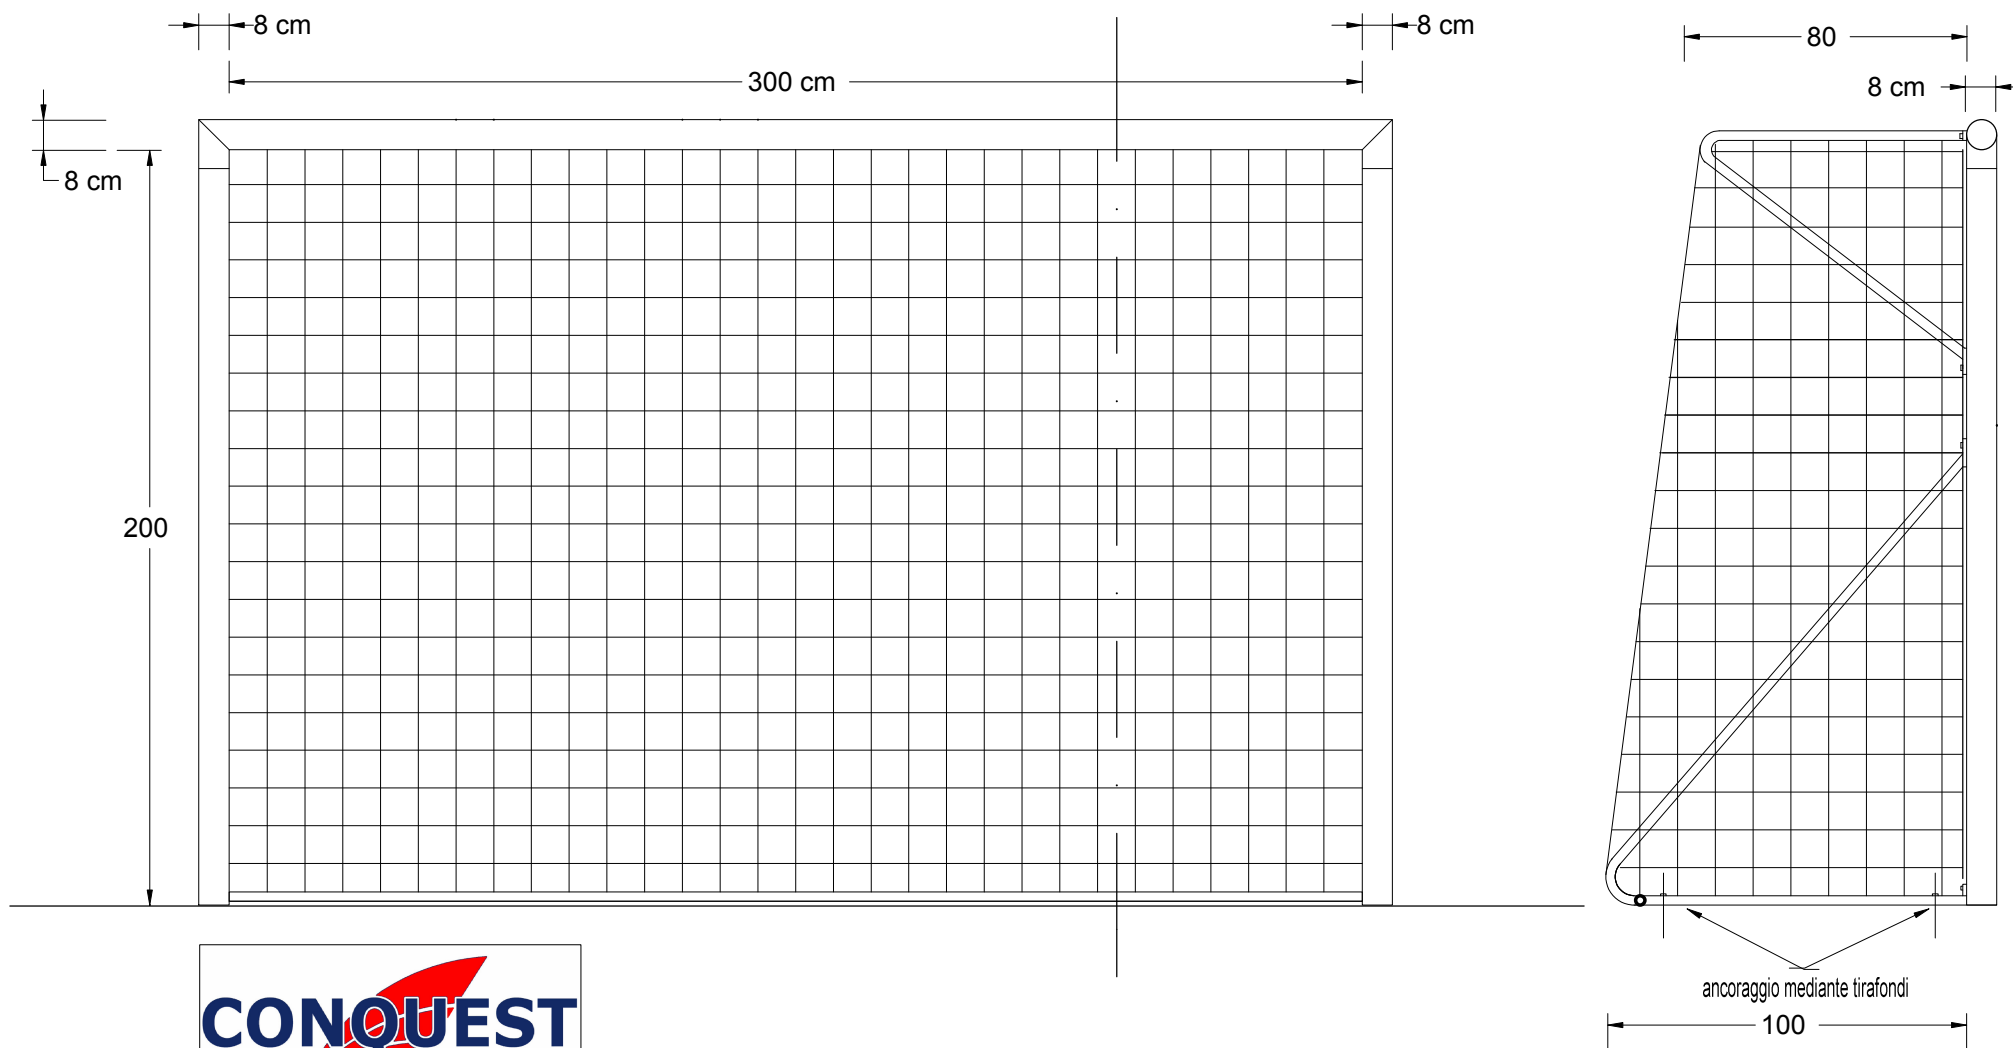 8 cm
8 cm
80
300 cm
8 cm
8 cm
200
ancoraggio mediante tirafondi
CONQUEST
100